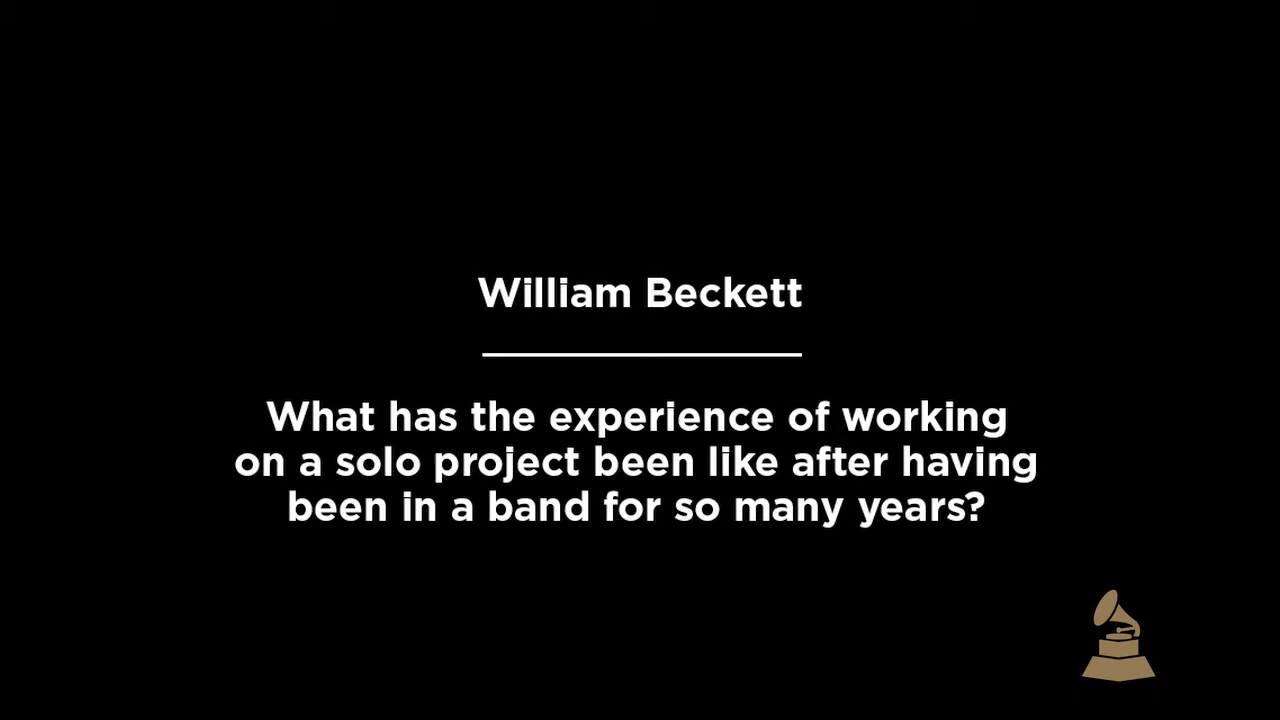 William Beckett
What has the experience of working
on a solo project been like after having
been in a band for so many years?